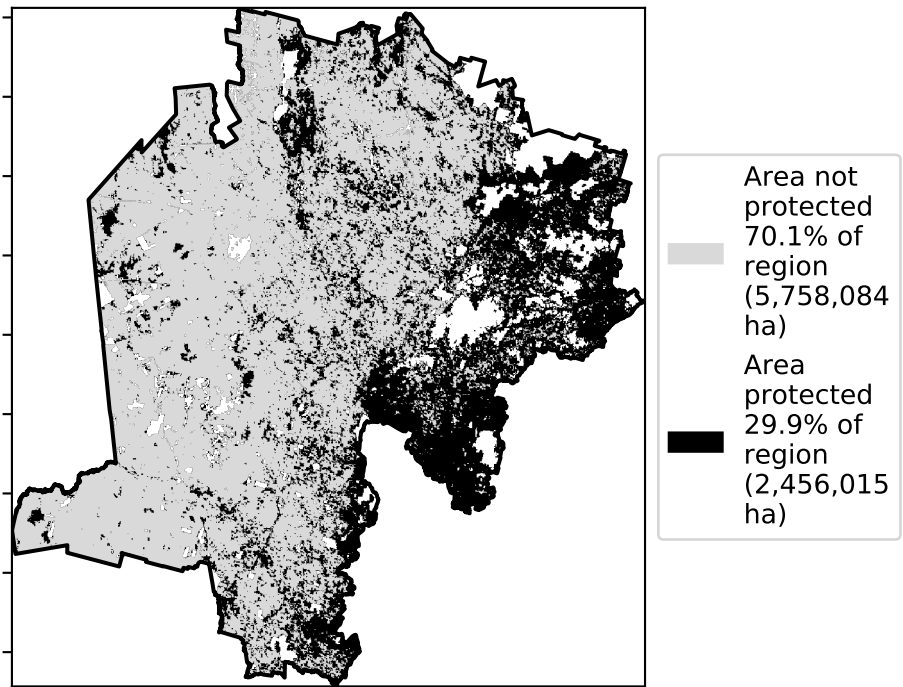 Area not
protected
70.1% of
region
(5,758,084
ha)
Area
protected
29.9% of
region
(2,456,015
ha)